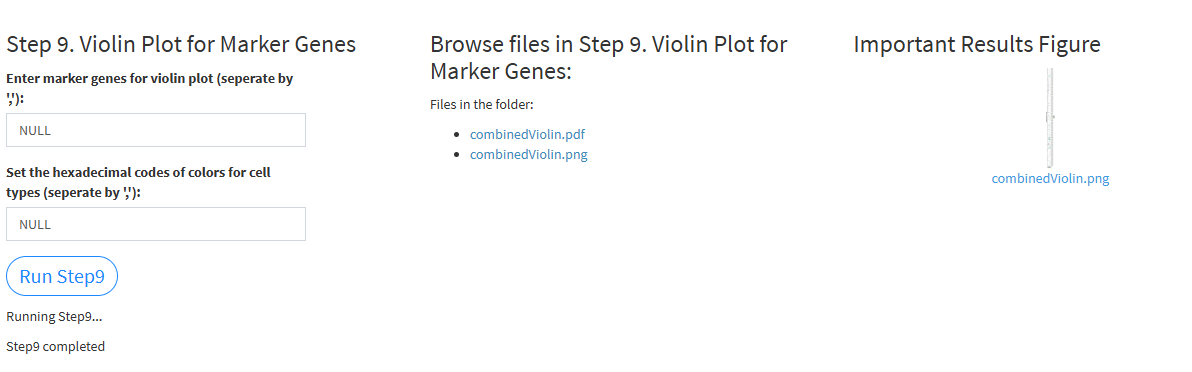 Step 9. Violin Plot for Marker Genes
Enter marker genes for violin plot (seperate by
','):
NULL
Set the hexadecimal codes of colors for cell
types (seperate by ','):
NULL
Run Step9
Running Step9...
Step9 completed
Browse files in Step 9. Violin Plot for
Marker Genes:
Files in the folder:
combinedViolin.pdf
combinedViolin.png
Important Results Figure
combinedViolin.png